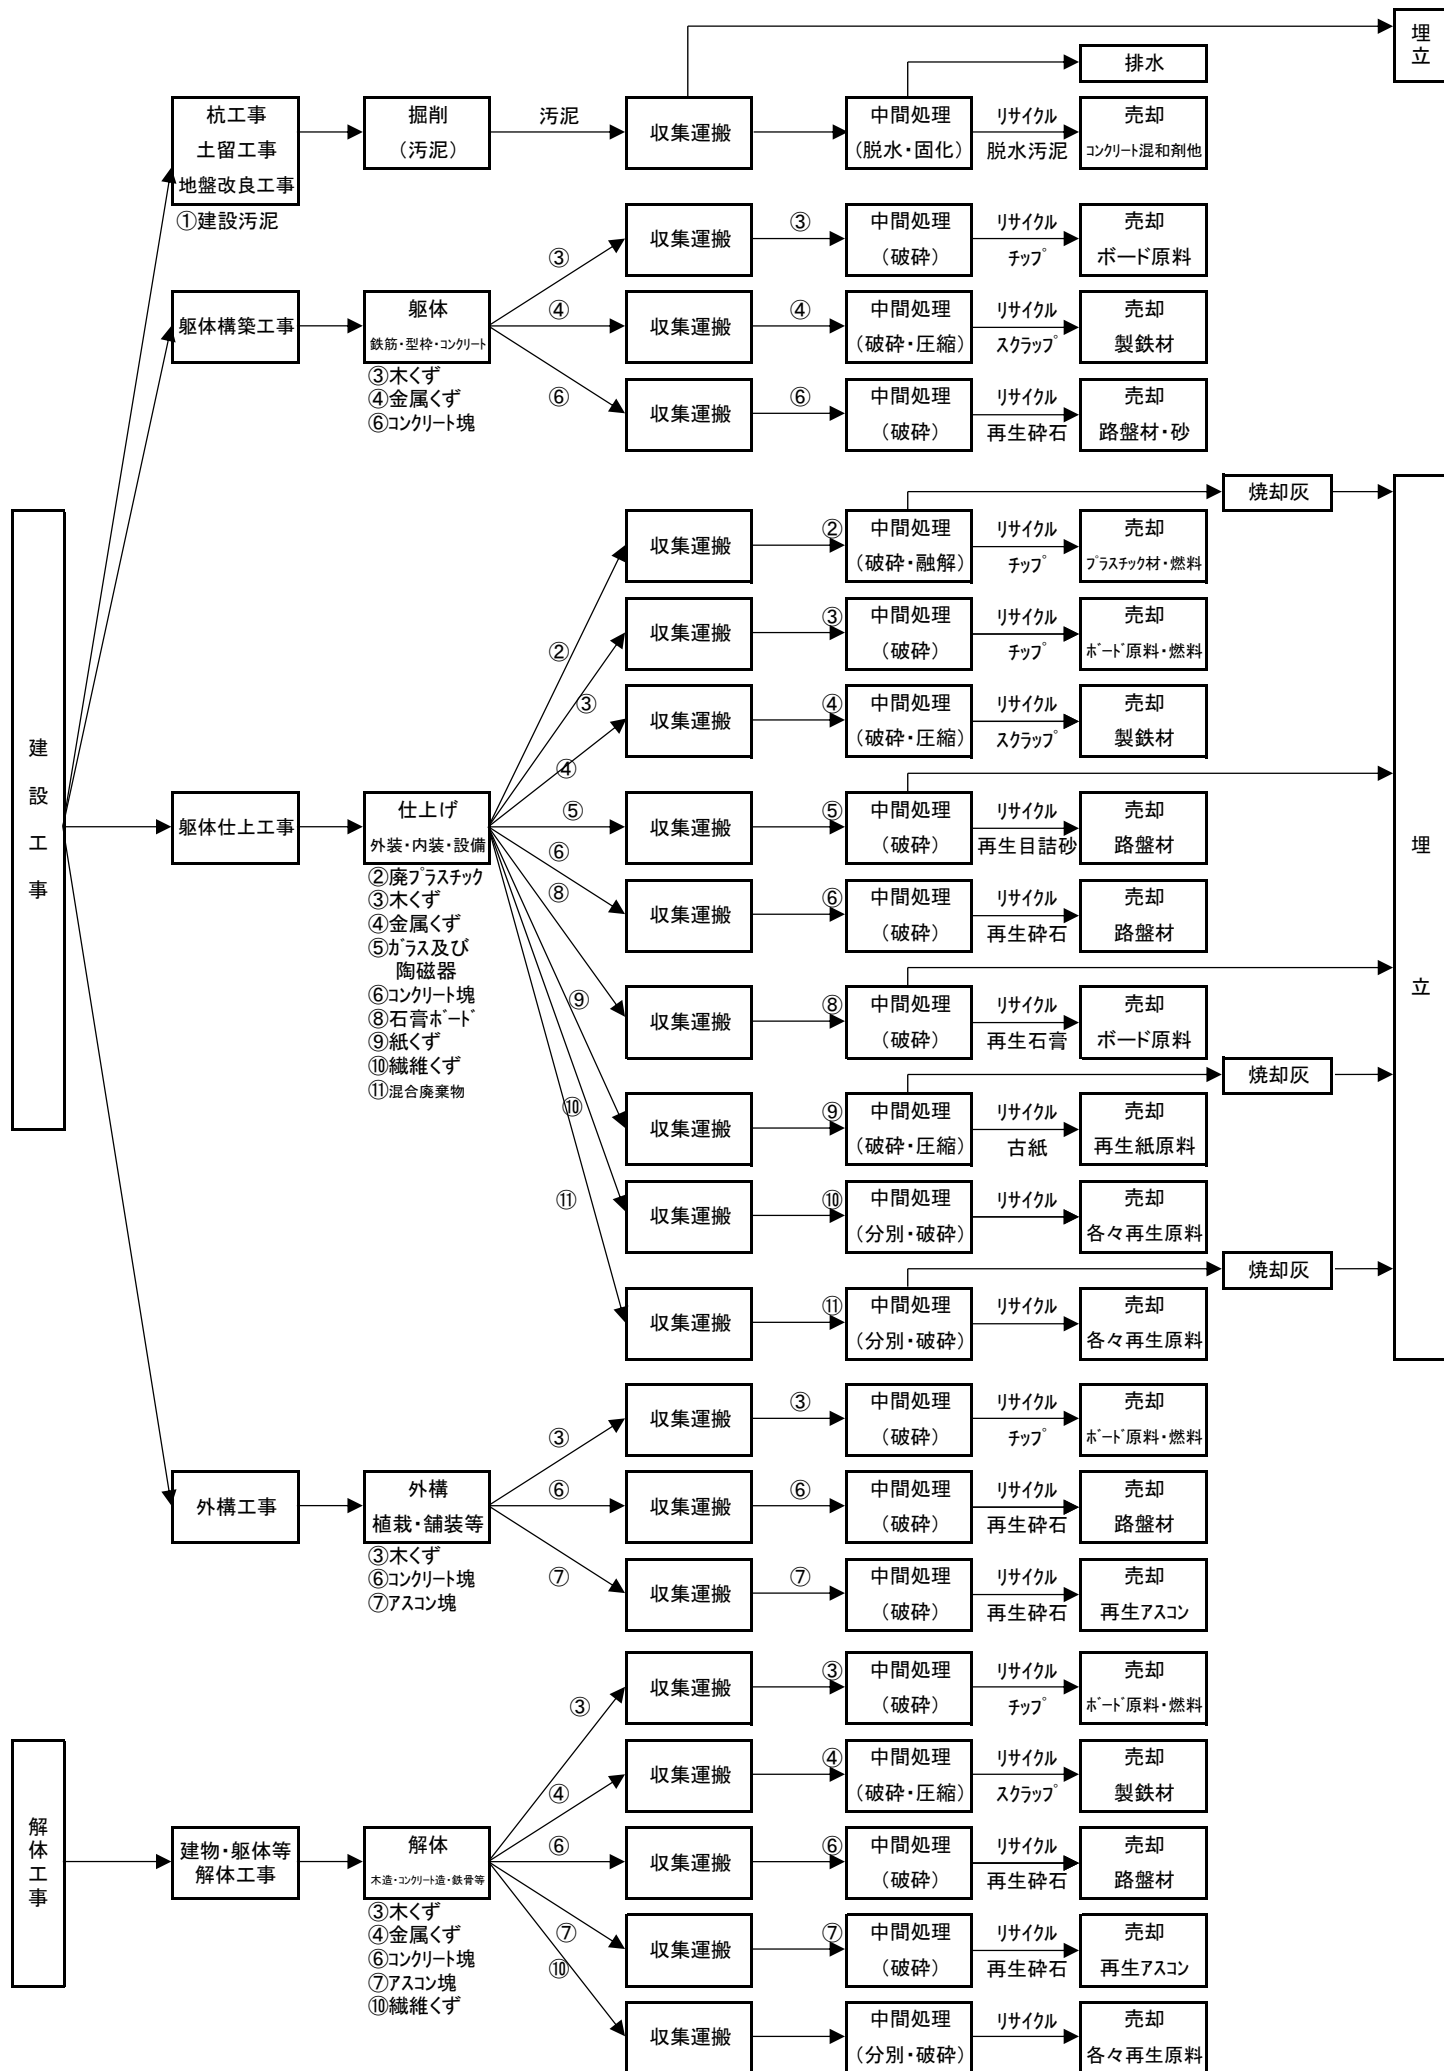 埋
立
排水
杭工事
土留工事
地盤改良工事
①建設汚泥
掘削
(汚泥)
汚泥
収集運搬
中間処理
(脱水・固化)
リサイクル
脱水汚泥
売却
コンクリート混和剤他
③
収集運搬
③
中間処理
(破砕)
リサイクル
チップ
売却
ボード原料
躯体構築工事
躯体
鉄筋・型枠・コンクリート
③木くず
④金属くず
⑥コンクリート塊
④
収集運搬
④
中間処理
(破砕・圧縮)
リサイクル
スクラップ
売却
製鉄材
⑥
収集運搬
⑥
中間処理
(破砕)
リサイクル
再生砕石
売却
路盤材・砂
建
設
工
事
焼却灰
埋
立
②
収集運搬
②
中間処理
(破砕・融解)
リサイクル
チップ
売却
プラスチック材・燃料
③
収集運搬
③
中間処理
(破砕)
リサイクル
チップ
売却
ボード原料・燃料
④
収集運搬
④
中間処理
(破砕・圧縮)
リサイクル
スクラップ
売却
製鉄材
躯体仕上工事
仕上げ
外装・内装・設備
②廃プラスチック
③木くず
④金属くず
⑤ガラス及び
陶磁器
⑥コンクリート塊
⑧石膏ボード
⑨紙くず
⑩繊維くず
⑪混合廃棄物
⑤
収集運搬
⑤
中間処理
(破砕)
リサイクル
再生目詰砂
売却
路盤材
⑥
収集運搬
⑥
中間処理
(破砕)
リサイクル
再生砕石
売却
路盤材
⑧
収集運搬
⑧
中間処理
(破砕)
リサイクル
再生石膏
売却
ボード原料
焼却灰
⑨
収集運搬
⑨
中間処理
(破砕・圧縮)
リサイクル
古紙
売却
再生紙原料
⑩
収集運搬
⑩
中間処理
(分別・破砕)
リサイクル
売却
各々再生原料
焼却灰
⑪
収集運搬
⑪
中間処理
(分別・破砕)
リサイクル
売却
各々再生原料
外構工事
外構
植栽・舗装等
③木くず
⑥コンクリート塊
⑦アスコン塊
③
収集運搬
③
中間処理
(破砕)
リサイクル
チップ
売却
ボード原料・燃料
⑥
収集運搬
⑥
中間処理
(破砕)
リサイクル
再生砕石
売却
路盤材
⑦
収集運搬
⑦
中間処理
(破砕)
リサイクル
再生砕石
売却
再生アスコン
解
体
工
事
建物・躯体等
解体工事
解体
木造・コンクリート造・鉄骨等
③木くず
④金属くず
⑥コンクリート塊
⑦アスコン塊
⑩繊維くず
③
収集運搬
③
中間処理
(破砕)
リサイクル
チップ
売却
ボード原料・燃料
④
収集運搬
④
中間処理
(破砕・圧縮)
リサイクル
スクラップ
売却
製鉄材
⑥
収集運搬
⑥
中間処理
(破砕)
リサイクル
再生砕石
売却
路盤材
⑦
収集運搬
⑦
中間処理
(破砕)
リサイクル
再生砕石
売却
再生アスコン
⑩
収集運搬
中間処理
(分別・破砕)
リサイクル
売却
各々再生原料